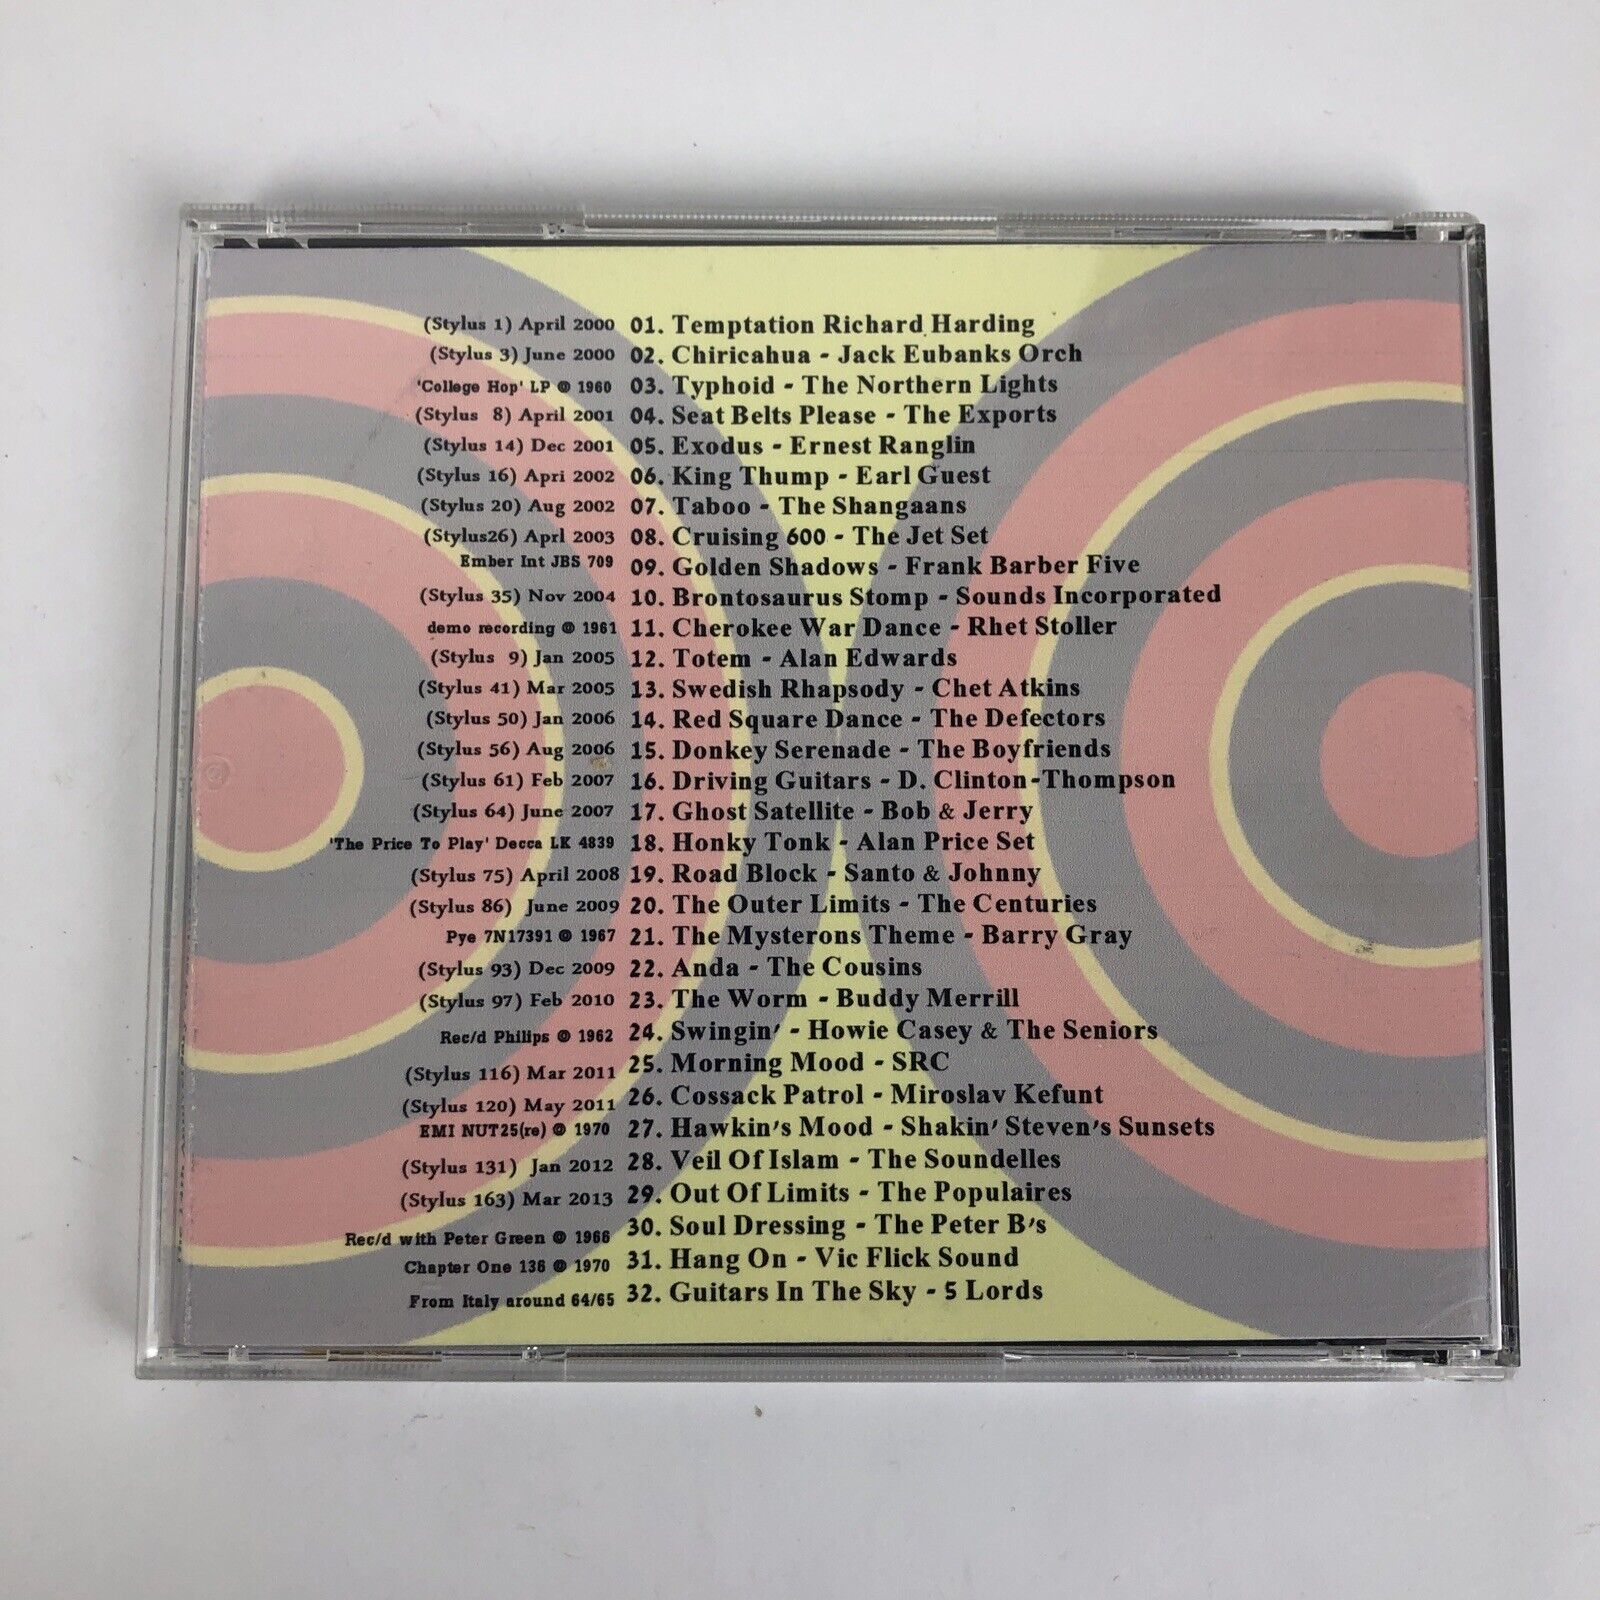 (Stylus 1) April 2000 01. Temptation Richard Harding
(Stylus 3) June 2000 02. Chiricahua - Jack Eubanks Orch
'College Hop' LP ℗ 1960 03. Typhoid - The Northern Lights
(Stylus 8) April 2001 04. Seat Belts Please - The Exports
(Stylus 14) Dec 2001 05. Exodus - Ernest Ranglin
(Stylus 16) Apri 2002 06. King Thump - Earl Guest
(Stylus 20) Aug 2002 07. Taboo - The Shangaans
(Stylus26) Aprl 2003 08. Cruising 600 - The Jet Set
Ember Int JBS 709 09. Golden Shadows - Frank Barber Five
(Stylus 35) Nov 2004 10. Brontosaurus Stomp - Sounds Incorporated
demo recording ℗ 1961 11. Cherokee War Dance - Rhet Stoller
(Stylus 9) Jan 2005 12. Totem - Alan Edwards
(Stylus 41) Mar 2005 13. Swedish Rhapsody - Chet Atkins
(Stylus 50) Jan 2006 14. Red Square Dance - The Defectors
(Stylus 56) Aug 2006 15. Donkey Serenade - The Boyfriends
(Stylus 61) Feb 2007 16. Driving Guitars - D. Clinton-Thompson
(Stylus 64) June 2007 17. Ghost Satellite - Bob & Jerry
'The Price To Play' Decca LK 4839 18. Honky Tonk - Alan Price Set
(Stylus 75) April 2008 19. Road Block - Santo & Johnny
(Stylus 86) June 2009 20. The Outer Limits - The Centuries
Pye 7N17391 ℗ 1967 21. The Mysterons Theme - Barry Gray
(Stylus 93) Dec 2009 22. Anda - The Cousins
(Stylus 97) Feb 2010 23. The Worm - Buddy Merrill
Rec/d Philips ℗ 1962 24. Swingin' - Howie Casey & The Seniors
(Stylus 116) Mar 2011 25. Morning Mood - SRC
(Stylus 120) May 2011 26. Cossack Patrol - Miroslav Kefunt
EMI NUT25(re) ℗ 1970 27. Hawkin's Mood - Shakin' Steven's Sunsets
(Stylus 131) Jan 2012 28. Veil Of Islam - The Soundelles
(Stylus 163) Mar 2013 29. Out Of Limits - The Populaires
Rec/d with Peter Green ℗ 1966 30. Soul Dressing - The Peter B's
Chapter One 136 ℗ 1970 31. Hang On - Vic Flick Sound
From Italy around 64/65 32. Guitars In The Sky - 5 Lords